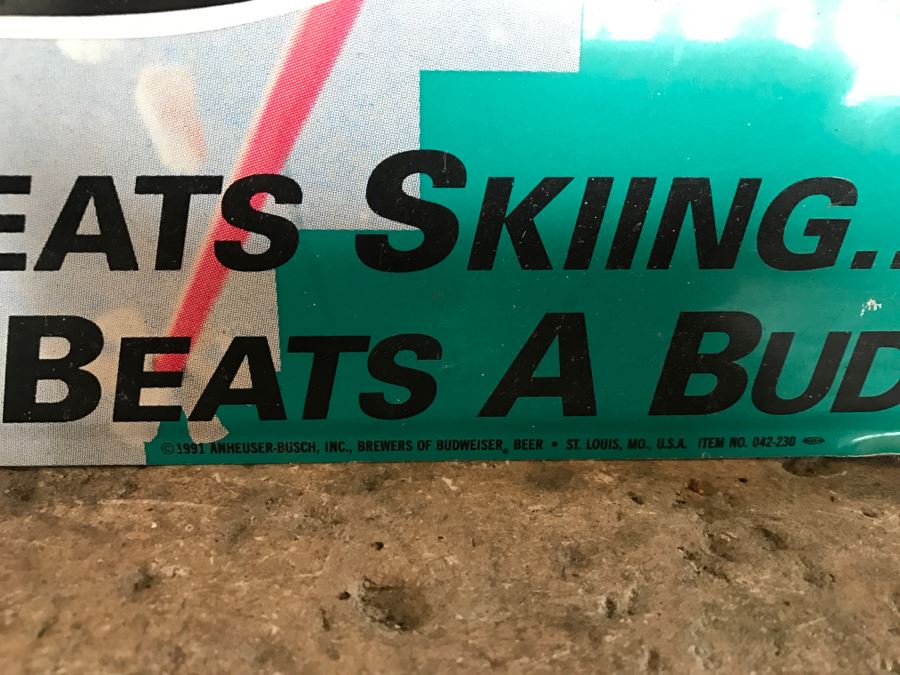 EATS SKIING..
BEATS A BUD
©1991 ANHEUSER-BUSCH, INC., BREWERS OF BUDWEISER® BEER • ST. LOUIS, MO., U.S.A. ITEM NO. 042-230